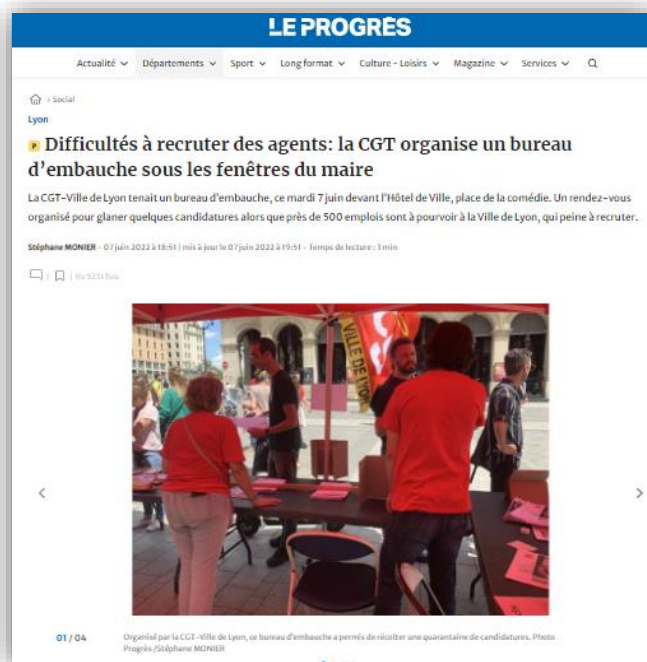 LE PROGRÈS
Actualité Départements Sport Long format Culture - Loisirs Magazine Services
> Social
Lyon
P Difficultés à recruter des agents: la CGT organise un bureau
d’embauche sous les fenêtres du maire
La CGT-Ville de Lyon tenait un bureau d’embauche, ce mardi 7 juin devant l’Hôtel de Ville, place de la comédie. Un rendez-vous
organisé pour glaner quelques candidatures alors que près de 500 emplois sont à pourvoir à la Ville de Lyon, qui peine à recruter.
Stéphane MONIER - 07 juin 2022 à 18:51 | mis à jour le 07 juin 2022 à 19:51 - Temps de lecture : 1 min
| | Vu fois
VILLE DE LYON
01 / 04
Organisé par la CGT-Ville de Lyon, ce bureau d’embauche a permis de récolter une quarantaine de candidatures. Photo
Progrès /Stéphane MONIER